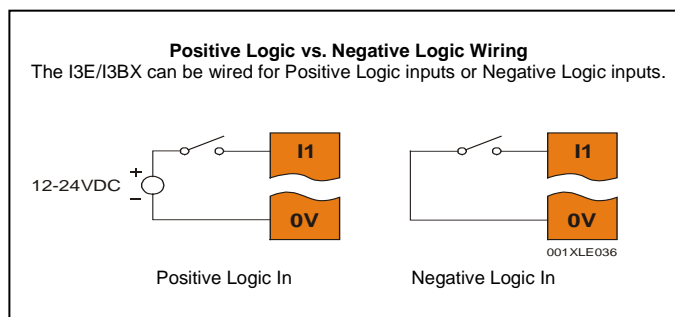 Positive Logic vs. Negative Logic Wiring
The I3E/I3BX can be wired for Positive Logic inputs or Negative Logic inputs.
I1
I1
+
12-24VDC
–
0V
0V
001XLE036
Positive Logic In
Negative Logic In